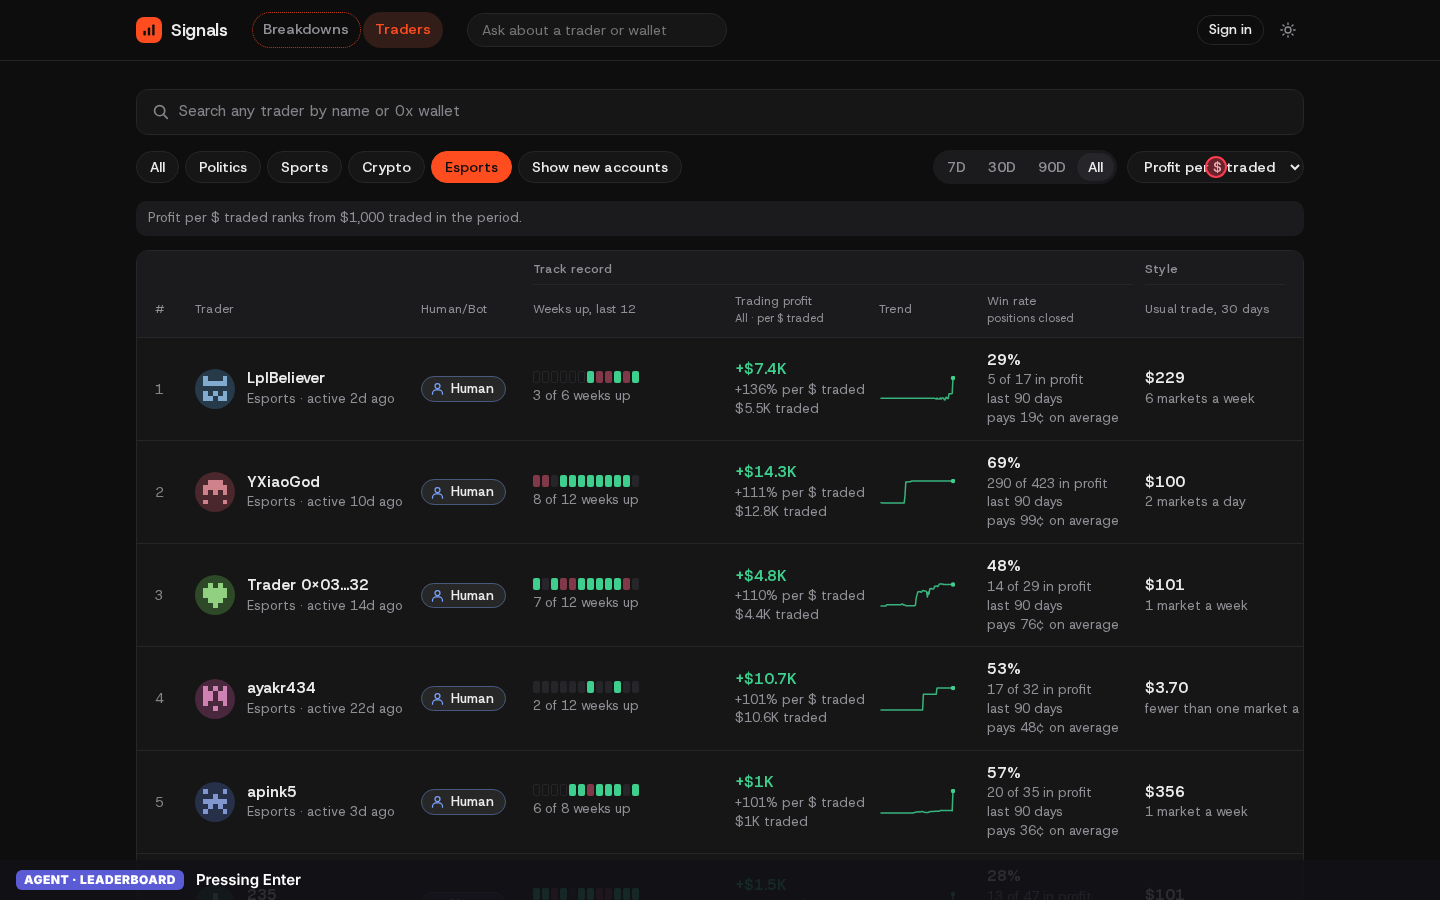 Signals
Breakdowns
Traders
Ask about a trader or wallet
Sign in
Search any trader by name or 0x wallet
All
Politics
Sports
Crypto
Esports
Show new accounts
7D
30D
90D
All
Profit per $ traded
Profit per $ traded ranks from $1,000 traded in the period.
Track record
Style
#
Trader
Human/Bot
Weeks up, last 12
Trading profit
All · per $ traded
Trend
Win rate
positions closed
Usual trade, 30 days
1
LplBeliever
Esports · active 2d ago
Human
3 of 6 weeks up
+$7.4K
+136% per $ traded
$5.5K traded
29%
5 of 17 in profit
last 90 days
pays 19¢ on average
$229
6 markets a week
2
YXiaoGod
Esports · active 10d ago
Human
8 of 12 weeks up
+$14.3K
+111% per $ traded
$12.8K traded
69%
290 of 423 in profit
last 90 days
pays 99¢ on average
$100
2 markets a day
3
Trader 0×03…32
Esports · active 14d ago
Human
7 of 12 weeks up
+$4.8K
+110% per $ traded
$4.4K traded
48%
14 of 29 in profit
last 90 days
pays 76¢ on average
$101
1 market a week
4
ayakr434
Esports · active 22d ago
Human
2 of 12 weeks up
+$10.7K
+101% per $ traded
$10.6K traded
53%
17 of 32 in profit
last 90 days
pays 48¢ on average
$3.70
fewer than one market a
5
apink5
Esports · active 3d ago
Human
6 of 8 weeks up
+$1K
+101% per $ traded
$1K traded
57%
20 of 35 in profit
last 90 days
pays 36¢ on average
$356
1 market a week
235
+$1.5K
28%
13 of 47 in profit
$101
AGENT · LEADERBOARD
Pressing Enter